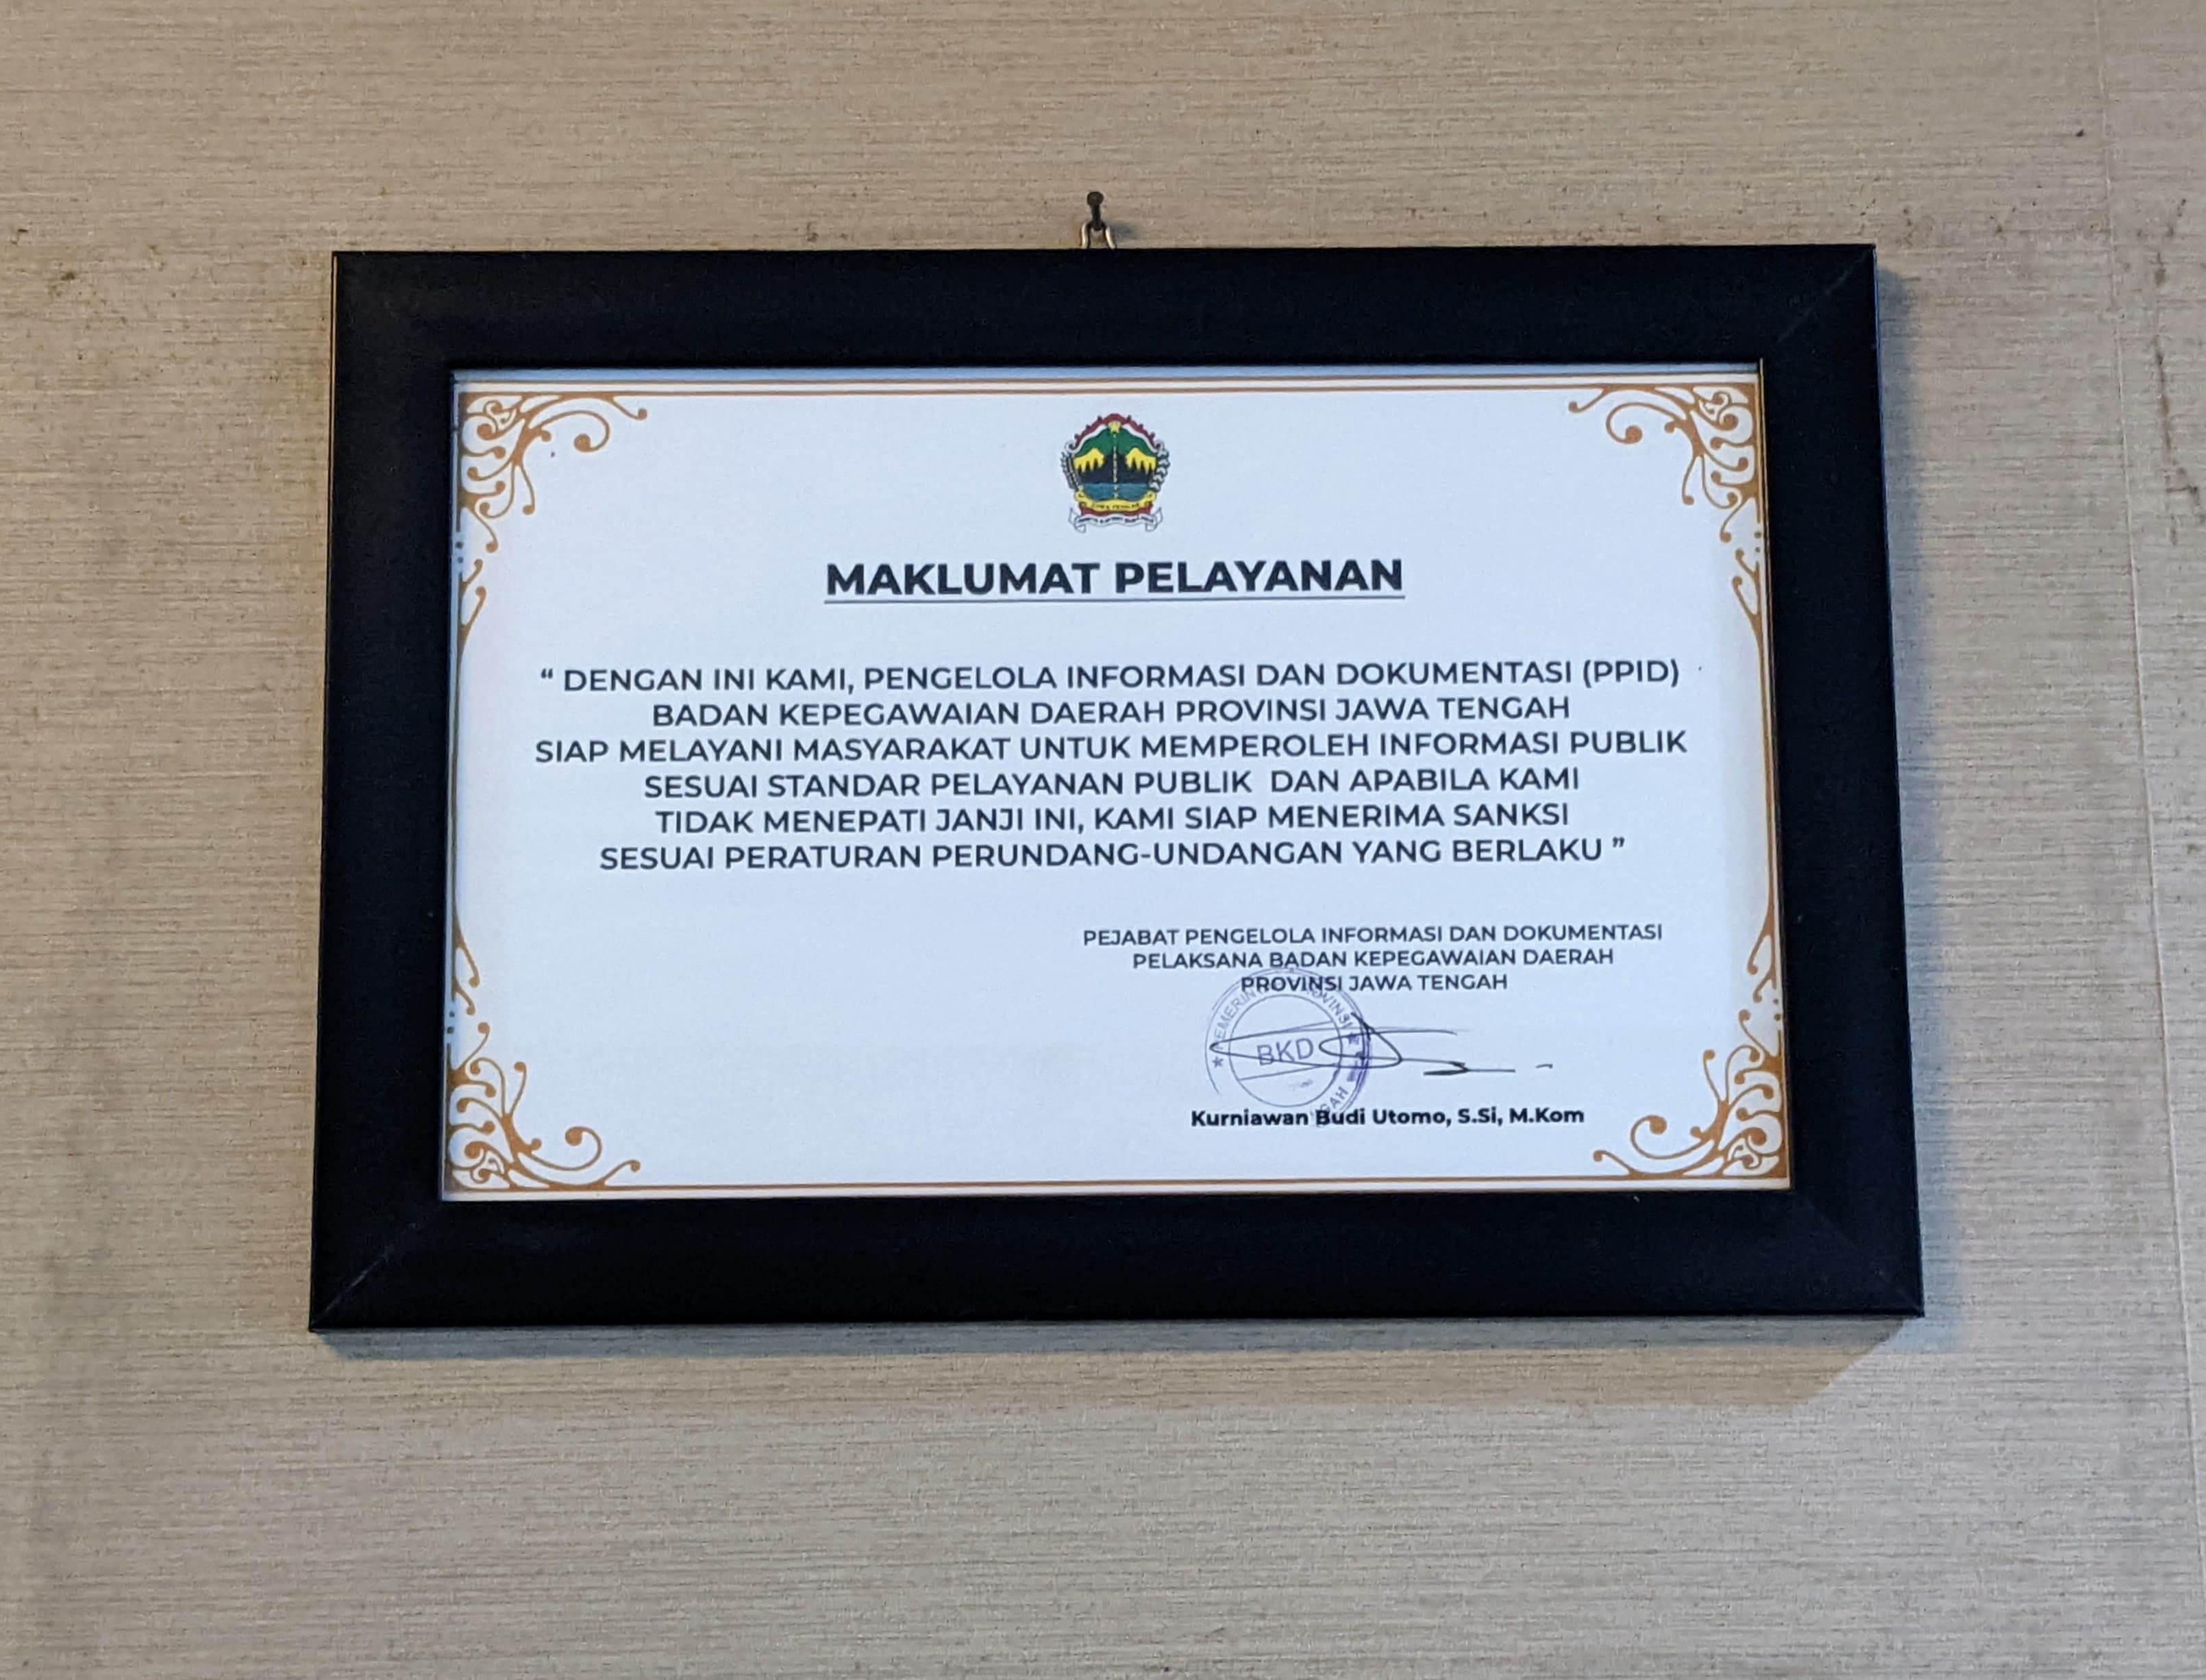 MAKLUMAT PELAYANAN
“ DENGAN INI KAMI, PENGELOLA INFORMASI DAN DOKUMENTASI (PPID)
BADAN KEPEGAWAIAN DAERAH PROVINSI JAWA TENGAH
SIAP MELAYANI MASYARAKAT UNTUK MEMPEROLEH INFORMASI PUBLIK
SESUAI STANDAR PELAYANAN PUBLIK DAN APABILA KAMI
TIDAK MENEPATI JANJI INI, KAMI SIAP MENERIMA SANKSI
SESUAI PERATURAN PERUNDANG-UNDANGAN YANG BERLAKU ”
PEJABAT PENGELOLA INFORMASI DAN DOKUMENTASI
PELAKSANA BADAN KEPEGAWAIAN DAERAH
PROVINSI JAWA TENGAH
BKD
Kurniawan Budi Utomo, S.Si, M.Kom